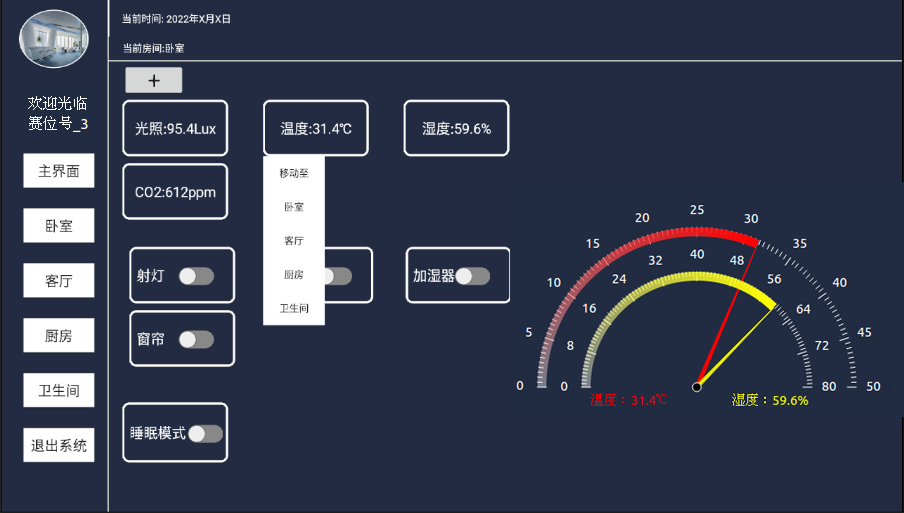 当前时间: 2022年X月X日
当前房间:卧室
欢迎光临
赛位号_3
主界面
卧室
客厅
厨房
卫生间
退出系统
+
光照:95.4Lux
温度:31.4℃
湿度:59.6%
CO2:612ppm
移动至
卧室
客厅
厨房
卫生间
射灯
加湿器
窗帘
睡眠模式
0
5
10
15
20
25
30
35
40
45
50
0
8
16
24
32
40
48
56
64
72
80
温度：31.4℃
湿度：59.6%